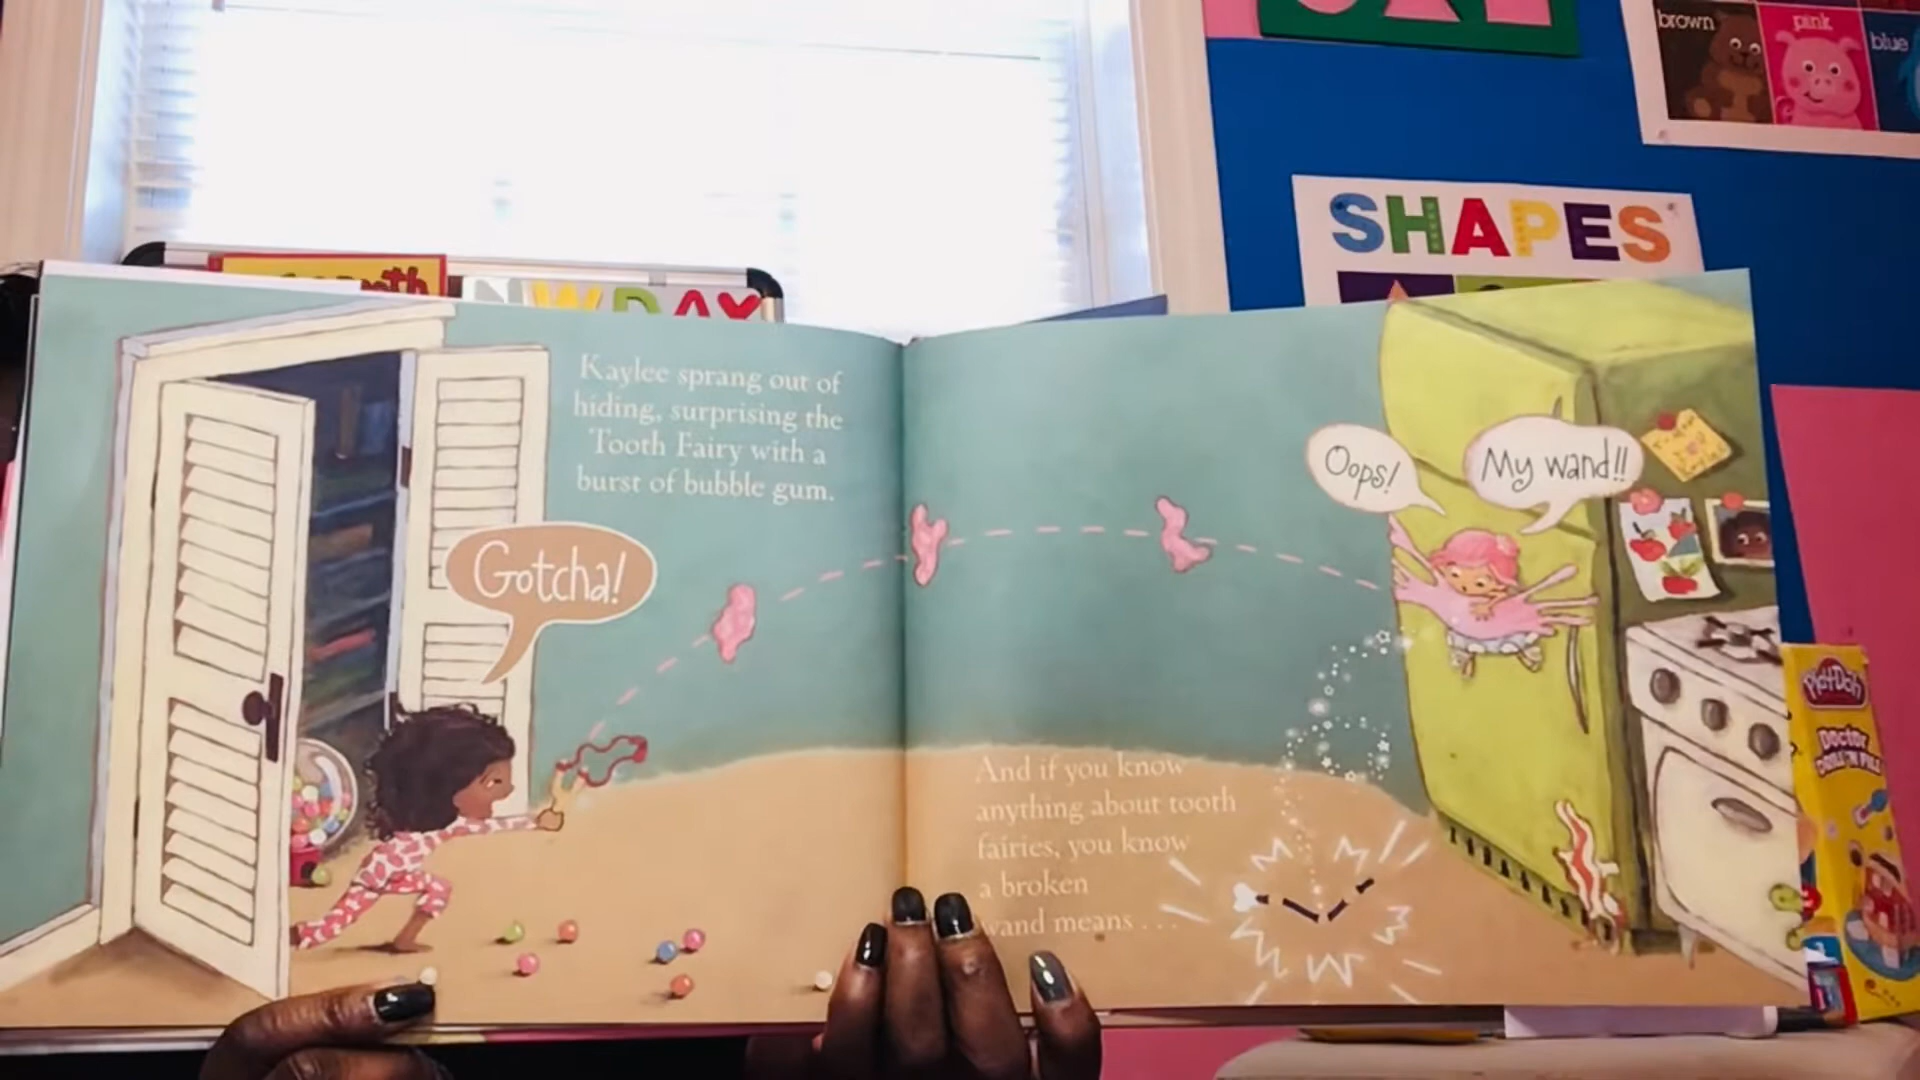 brown
pink
blue
SHAPES
Kaylee sprang out of
hiding, surprising the
Tooth Fairy with a
burst of bubble gum.
Gotcha!
Oops!
My wand!!
And if you know
anything about tooth
fairies, you know
a broken
wand means . . .
Play-Doh
Doctor
DRILL 'N FILL